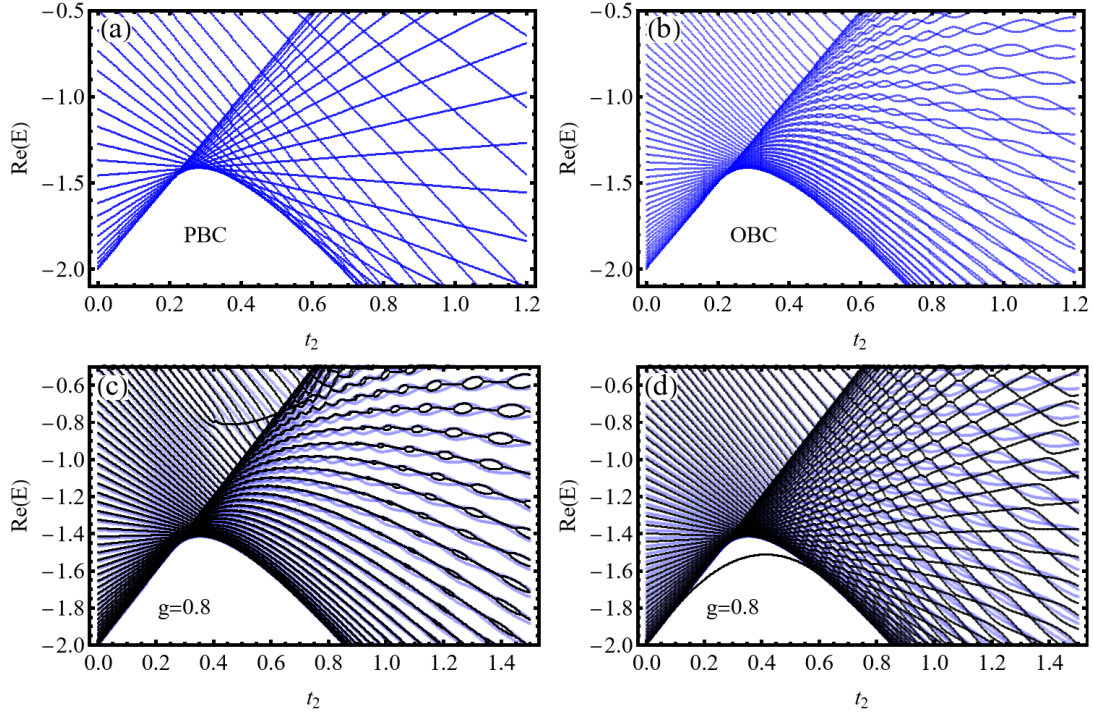 (a)
Re(E)
−0.5
−1.0
−1.5
−2.0
PBC
0.0 0.2 0.4 0.6 0.8 1.0 1.2
t₂
(b)
Re(E)
−0.5
−1.0
−1.5
−2.0
OBC
0.0 0.2 0.4 0.6 0.8 1.0 1.2
t₂
(c)
Re(E)
−0.6
−0.8
−1.0
−1.2
−1.4
−1.6
−1.8
−2.0
g=0.8
0.0 0.2 0.4 0.6 0.8 1.0 1.2 1.4
t₂
(d)
Re(E)
−0.6
−0.8
−1.0
−1.2
−1.4
−1.6
−1.8
−2.0
g=0.8
0.0 0.2 0.4 0.6 0.8 1.0 1.2 1.4
t₂